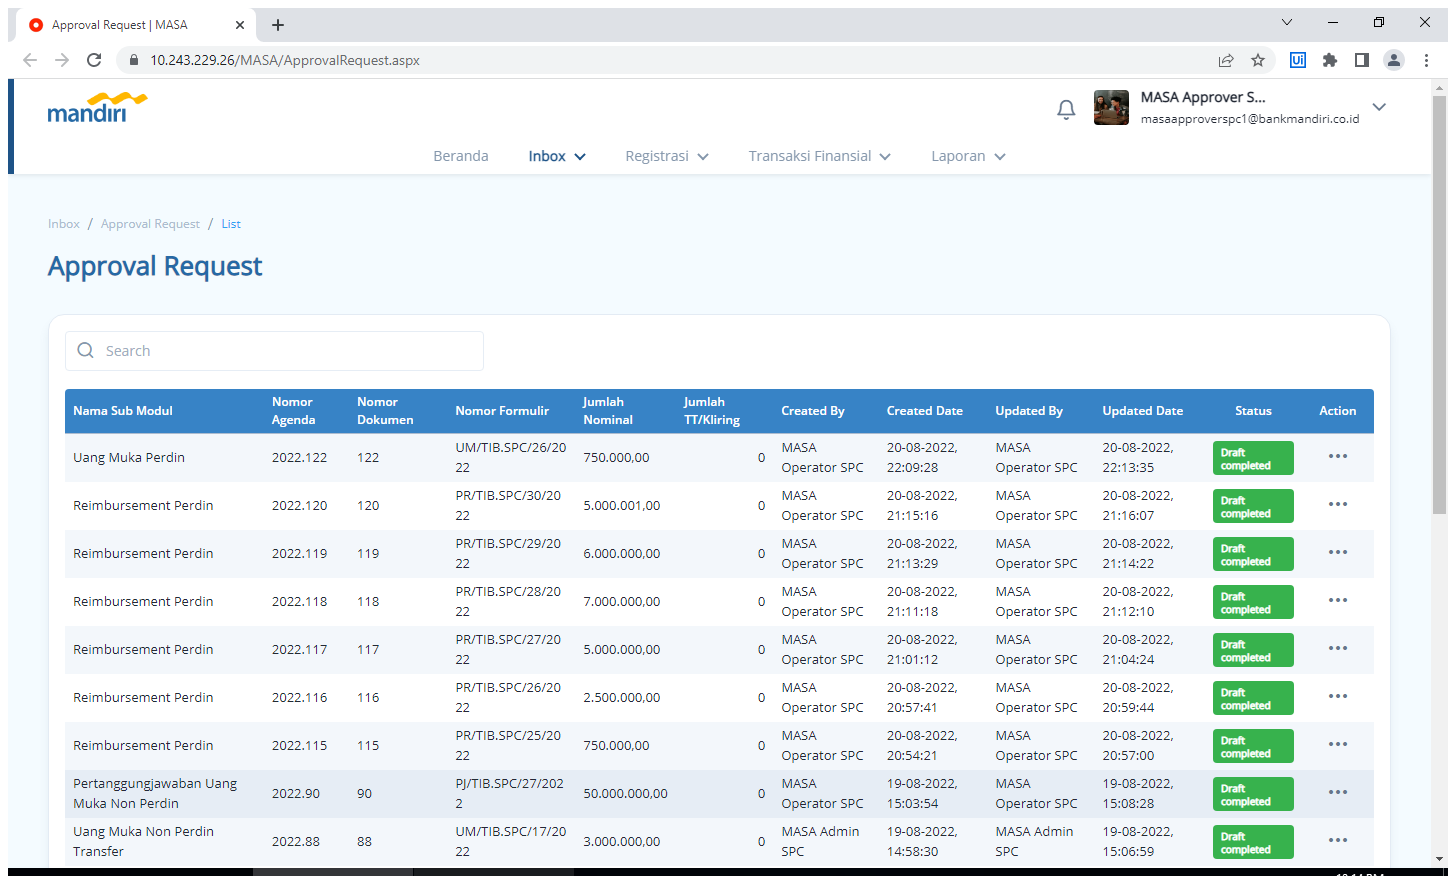 Approval Request | MASA
10.243.229.26/MASA/ApprovalRequest.aspx
Ui
mandiri
MASA Approver S...
masaapproverspc1@bankmandiri.co.id
Beranda Inbox Registrasi Transaksi Finansial Laporan
Inbox / Approval Request / List
Approval Request
Search
Nama Sub Modul Nomor Agenda Nomor Dokumen Nomor Formulir Jumlah Nominal Jumlah TT/Kliring Created By Created Date Updated By Updated Date Status Action
Uang Muka Perdin 2022.122 122 UM/TIB.SPC/26/2022 750.000,00 0 MASA Operator SPC 20-08-2022, 22:09:28 MASA Operator SPC 20-08-2022, 22:13:35 Draft completed
Reimbursement Perdin 2022.120 120 PR/TIB.SPC/30/2022 5.000.001,00 0 MASA Operator SPC 20-08-2022, 21:15:16 MASA Operator SPC 20-08-2022, 21:16:07 Draft completed
Reimbursement Perdin 2022.119 119 PR/TIB.SPC/29/2022 6.000.000,00 0 MASA Operator SPC 20-08-2022, 21:13:29 MASA Operator SPC 20-08-2022, 21:14:22 Draft completed
Reimbursement Perdin 2022.118 118 PR/TIB.SPC/28/2022 7.000.000,00 0 MASA Operator SPC 20-08-2022, 21:11:18 MASA Operator SPC 20-08-2022, 21:12:10 Draft completed
Reimbursement Perdin 2022.117 117 PR/TIB.SPC/27/2022 5.000.000,00 0 MASA Operator SPC 20-08-2022, 21:01:12 MASA Operator SPC 20-08-2022, 21:04:24 Draft completed
Reimbursement Perdin 2022.116 116 PR/TIB.SPC/26/2022 2.500.000,00 0 MASA Operator SPC 20-08-2022, 20:57:41 MASA Operator SPC 20-08-2022, 20:59:44 Draft completed
Reimbursement Perdin 2022.115 115 PR/TIB.SPC/25/2022 750.000,00 0 MASA Operator SPC 20-08-2022, 20:54:21 MASA Operator SPC 20-08-2022, 20:57:00 Draft completed
Pertanggungjawaban Uang Muka Non Perdin 2022.90 90 PJ/TIB.SPC/27/2022 50.000.000,00 0 MASA Operator SPC 19-08-2022, 15:03:54 MASA Operator SPC 19-08-2022, 15:08:28 Draft completed
Uang Muka Non Perdin Transfer 2022.88 88 UM/TIB.SPC/17/2022 3.000.000,00 0 MASA Admin SPC 19-08-2022, 14:58:30 MASA Admin SPC 19-08-2022, 15:06:59 Draft completed